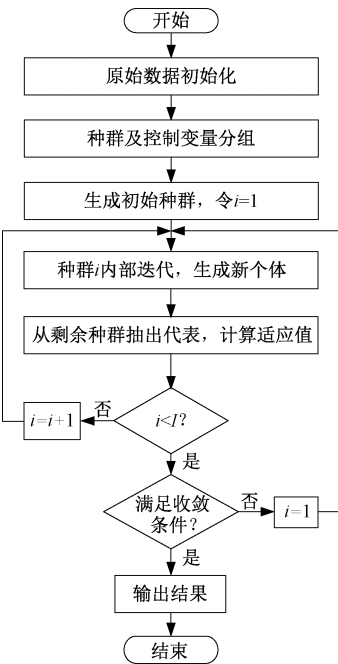 开始
原始数据初始化
种群及控制变量分组
生成初始种群，令i=1
种群i内部迭代，生成新个体
从剩余种群抽出代表，计算适应值
i<I?
否
i=i+1
是
满足收敛
条件？
否
i=1
是
输出结果
结束